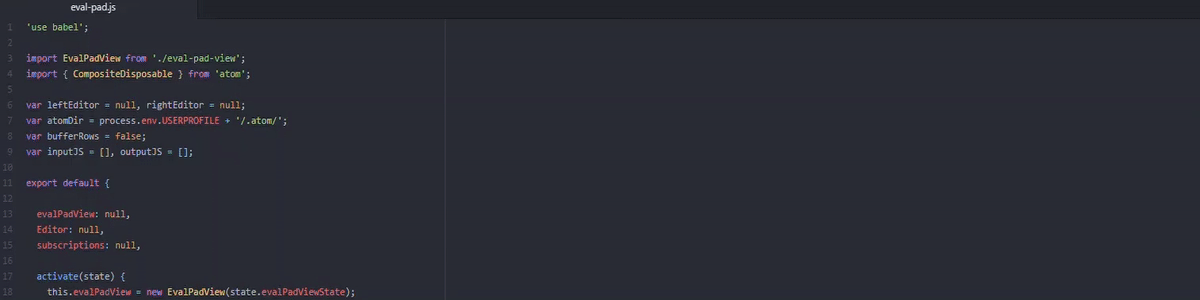 eval-pad.js
1 'use babel';
2
3 import EvalPadView from './eval-pad-view';
4 import { CompositeDisposable } from 'atom';
5
6 var leftEditor = null, rightEditor = null;
7 var atomDir = process.env.USERPROFILE + '/.atom/';
8 var bufferRows = false;
9 var inputJS = [], outputJS = [];
10
11 export default {
12
13 evalPadView: null,
14 Editor: null,
15 subscriptions: null,
16
17 activate(state) {
18 this.evalPadView = new EvalPadView(state.evalPadViewState);